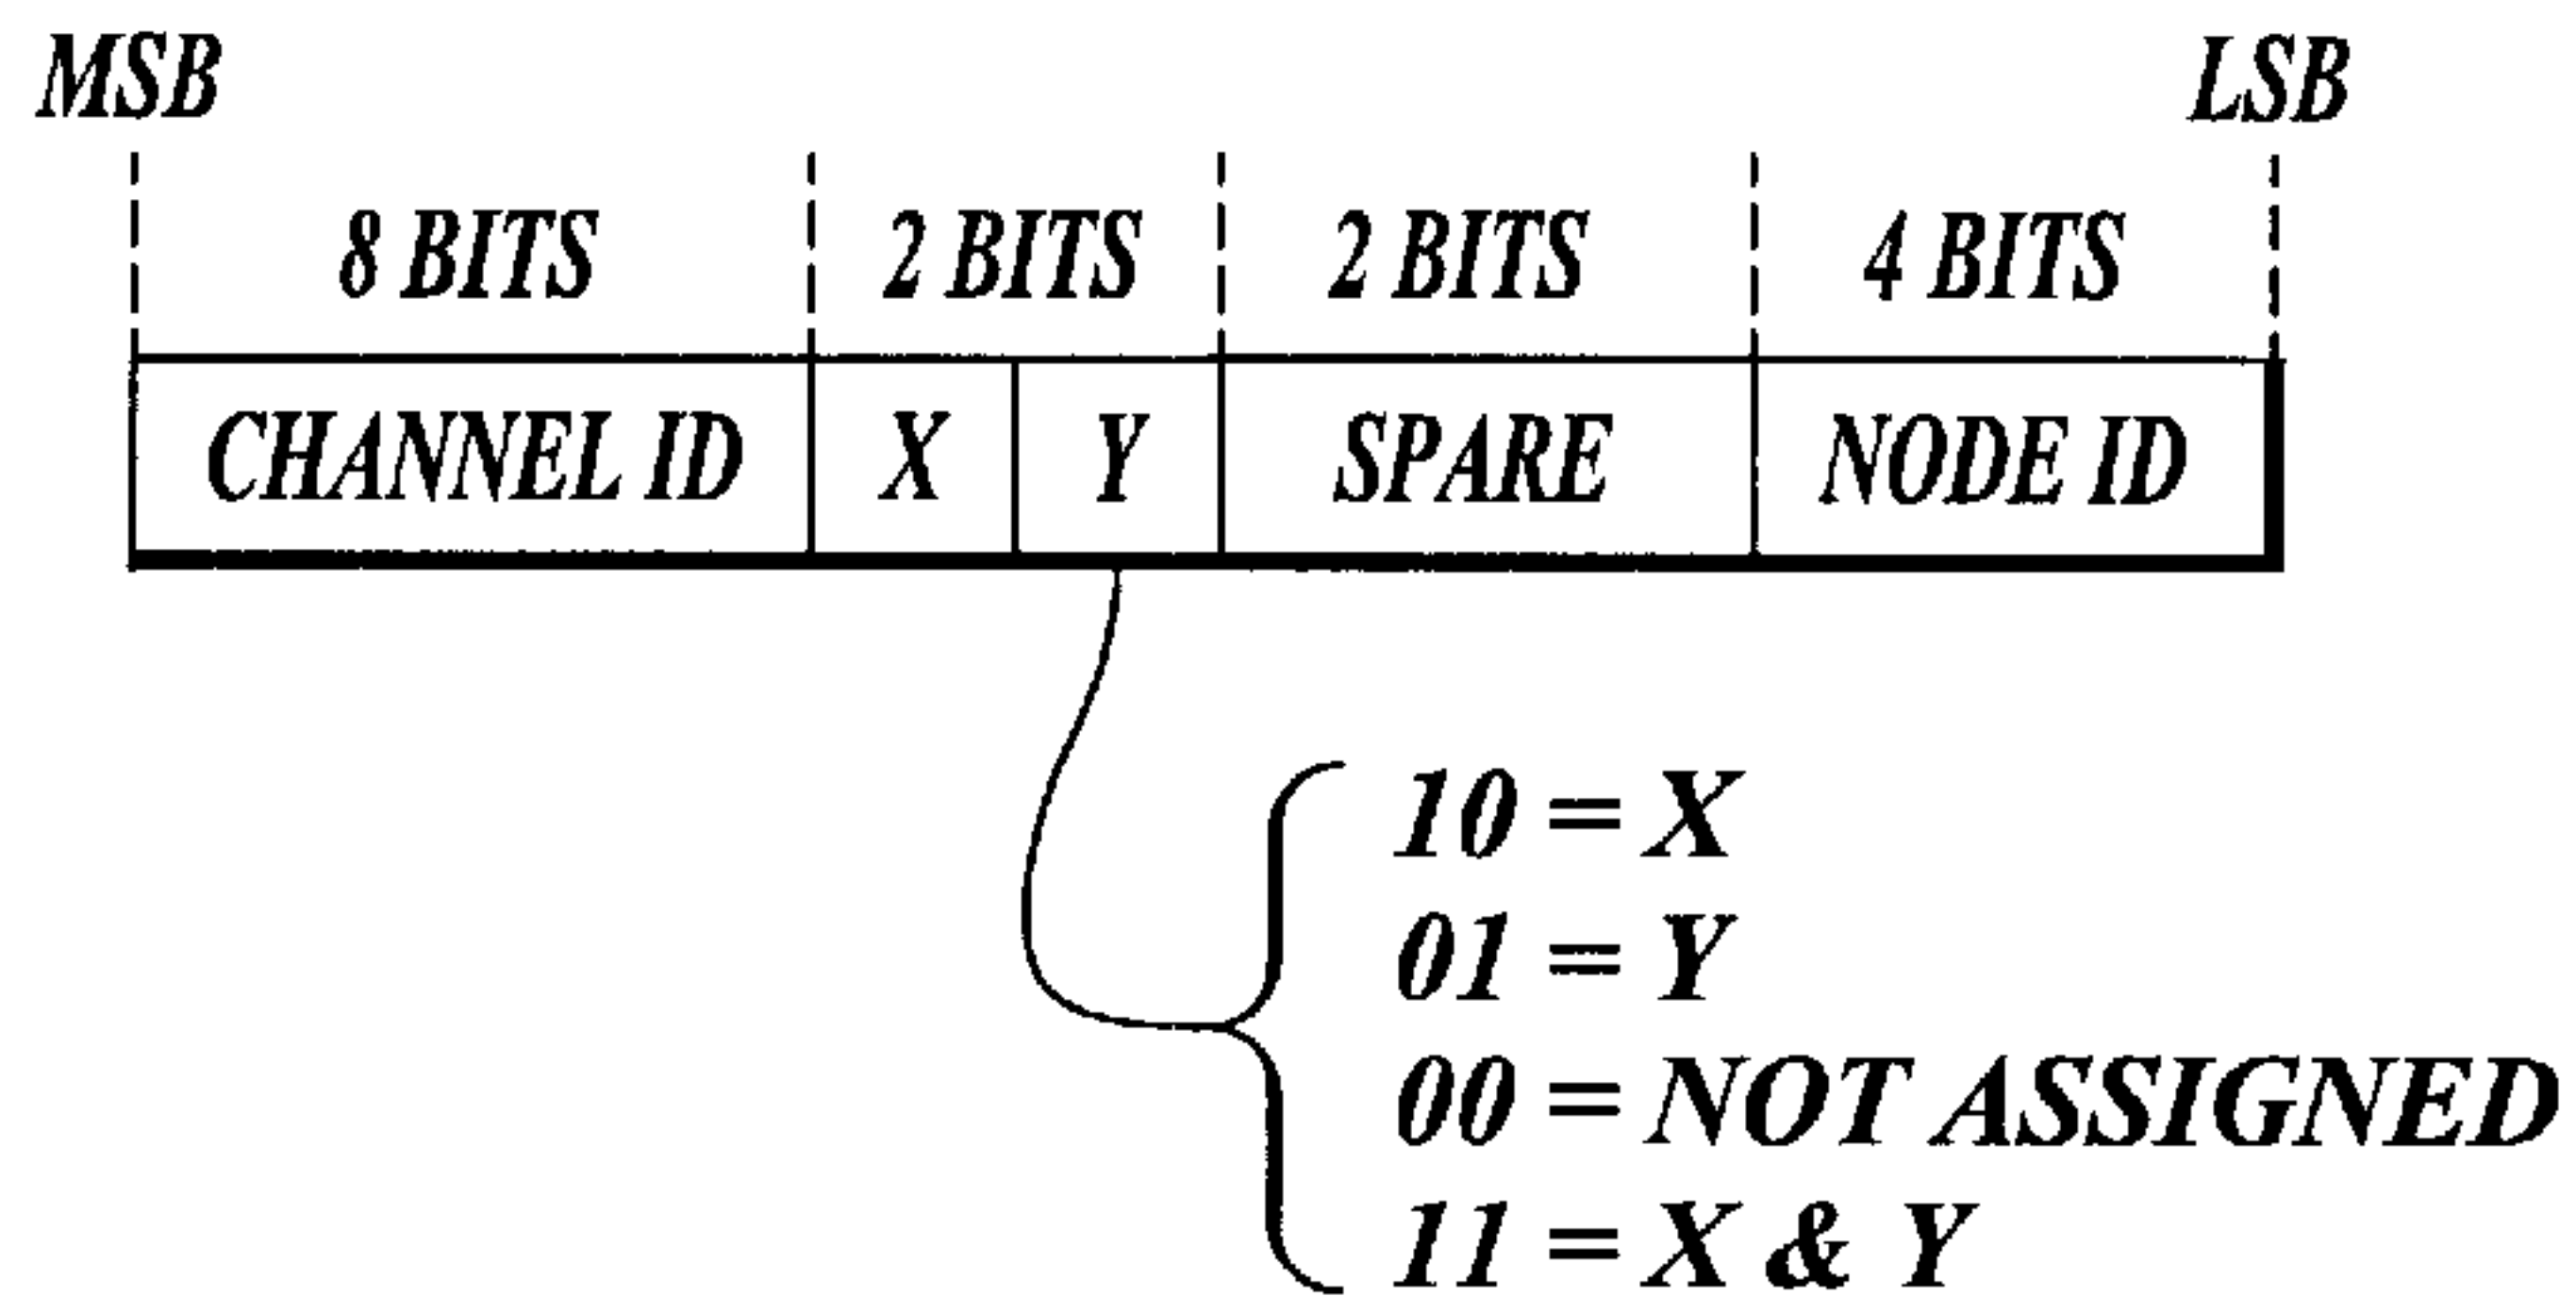 MSB LSB
8 BITS 2 BITS 2 BITS 4 BITS
CHANNEL ID X Y SPARE NODE ID
10 = X
01 = Y
00 = NOT ASSIGNED
11 = X & Y